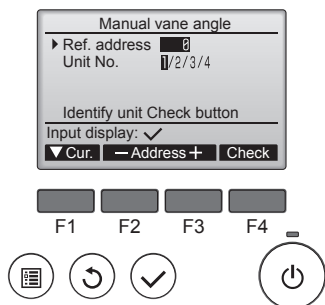 Manual vane angle
Ref. address 0
Unit No. 1/2/3/4
Identify unit Check button
Input display: ✓
▼Cur. － Address ＋ Check
F1 F2 F3 F4